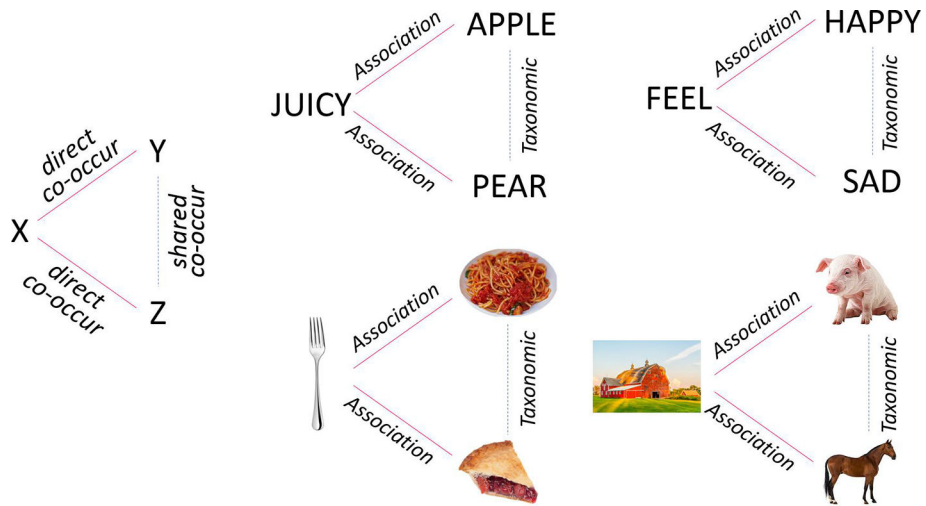 X
direct
co-occur
Y
shared
co-occur
direct
co-occur
Z
JUICY
Association
APPLE
Taxonomic
Association
PEAR
FEEL
Association
HAPPY
Taxonomic
Association
SAD
Association
Taxonomic
Association
Association
Taxonomic
Association